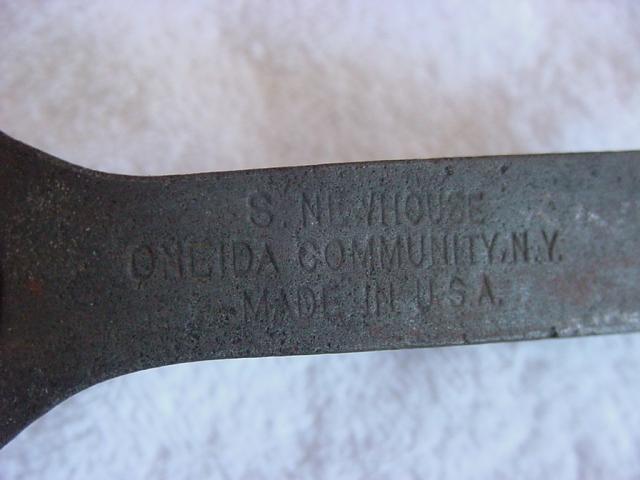 S. NEWHOUSE
ONEIDA COMMUNITY, N.Y.
MADE IN U.S.A.